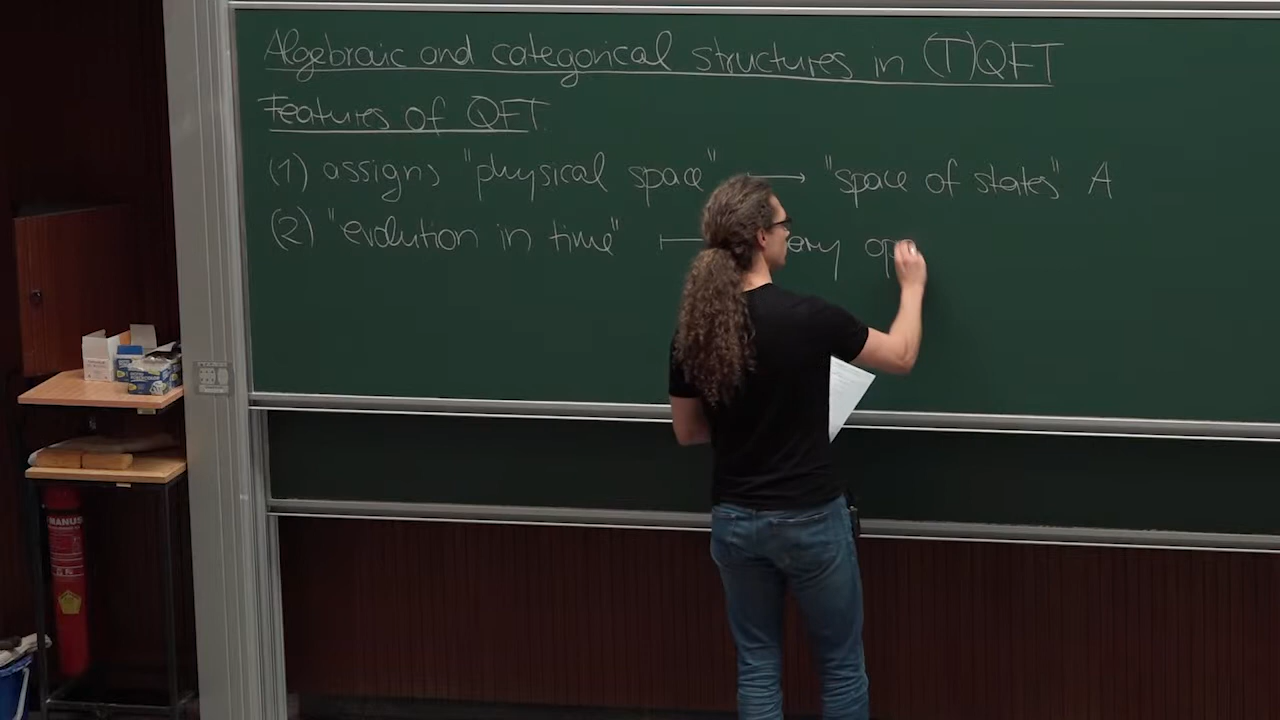 Algebraic and categorical structures in (T)QFT
Features of QFT
(1) assigns "physical space" ⟼ "space of states" A
(2) "evolution in time"
MANUS